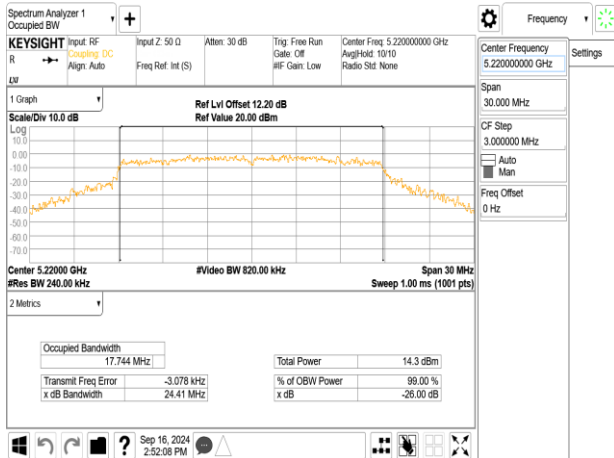 Spectrum Analyzer 1
Occupied BW
Frequency
KEYSIGHT
R
LXI
Input: RF
Coupling: DC
Align: Auto
Input Z: 50 Ω
Freq Ref: Int (S)
Atten: 30 dB
Trig: Free Run
Gate: Off
#IF Gain: Low
Center Freq: 5.220000000 GHz
Avg|Hold: 10/10
Radio Std: None
1 Graph
Scale/Div 10.0 dB
Ref Lvl Offset 12.20 dB
Ref Value 20.00 dBm
Log
10.0
0.00
-10.0
-20.0
-30.0
-40.0
-50.0
-60.0
-70.0
Center 5.22000 GHz
#Res BW 240.00 kHz
#Video BW 820.00 kHz
Span 30 MHz
Sweep 1.00 ms (1001 pts)
2 Metrics
Occupied Bandwidth
17.744 MHz
Transmit Freq Error -3.078 kHz
x dB Bandwidth 24.41 MHz
Total Power 14.3 dBm
% of OBW Power 99.00 %
x dB -26.00 dB
Sep 16, 2024
2:52:08 PM
Center Frequency
5.220000000 GHz
Span
30.000 MHz
CF Step
3.000000 MHz
Auto
Man
Freq Offset
0 Hz
Settings